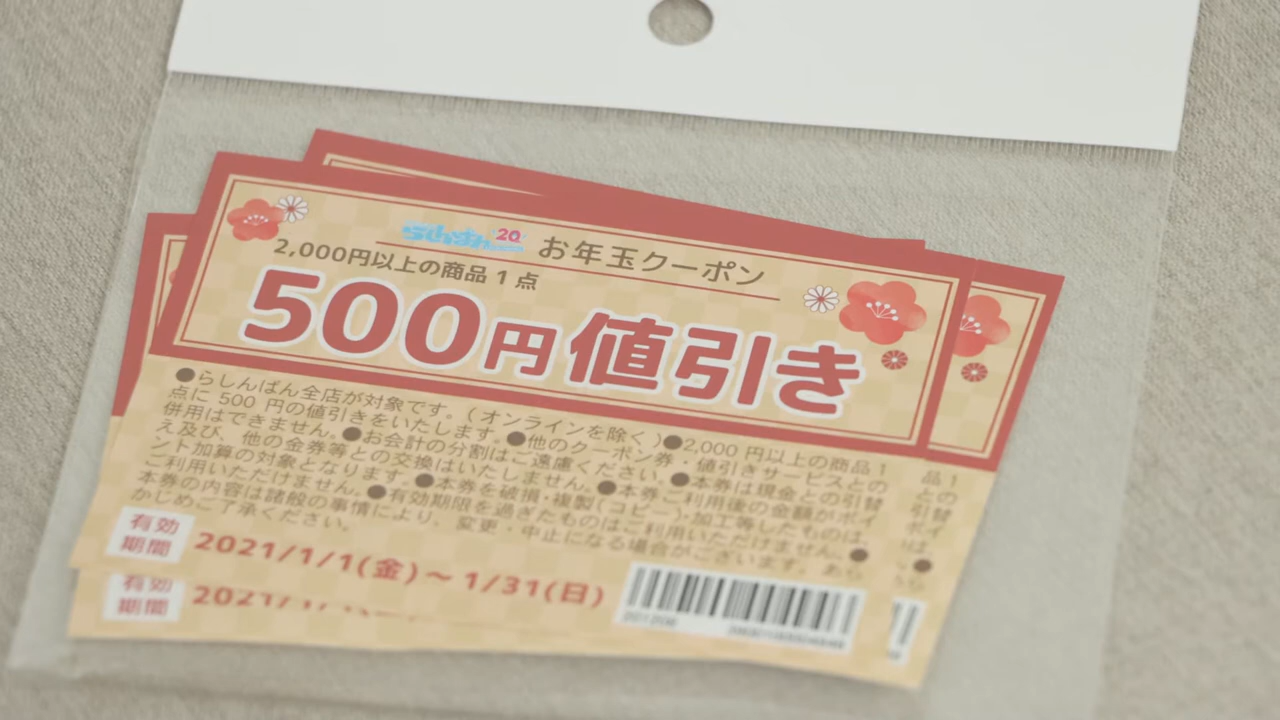 らしんばん '20 お年玉クーポン
2,000円以上の商品1点
500円値引き
●らしんばん全店が対象です。(オンラインを除く)●2,000 円以上の商品1
点に 500 円の値引きをいたします。●他のクーポン券・値引きサービスとの
併用はできません。●お会計の分割はご遠慮ください。●本券は現金との引替
え及び、他の金券等との交換はいたしません。●本券ご利用後の金額がポイ
ント加算の対象となります。●本券を破損・複製(コピー)・加工等したものは、
ご利用いただけません。●有効期限を過ぎたものはご利用いただけません。●
本券の内容は諸般の事情により、変更・中止になる場合がございます。あら
かじめご了承ください。
有効
期間
2021/1/1(金)～1/31(日)
品1
との
引替
ポイ
は、
●
有効
期間